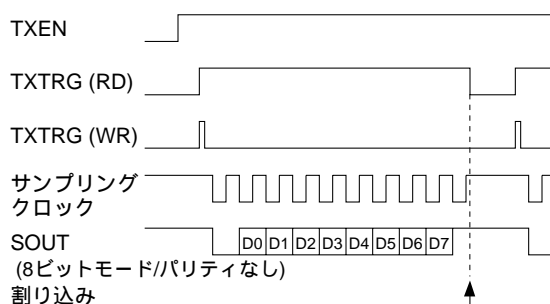 TXEN
TXTRG (RD)
TXTRG (WR)
サンプリング
クロック
SOUT D0 D1 D2 D3 D4 D5 D6 D7
(8ビットモード/パリティなし)
割り込み